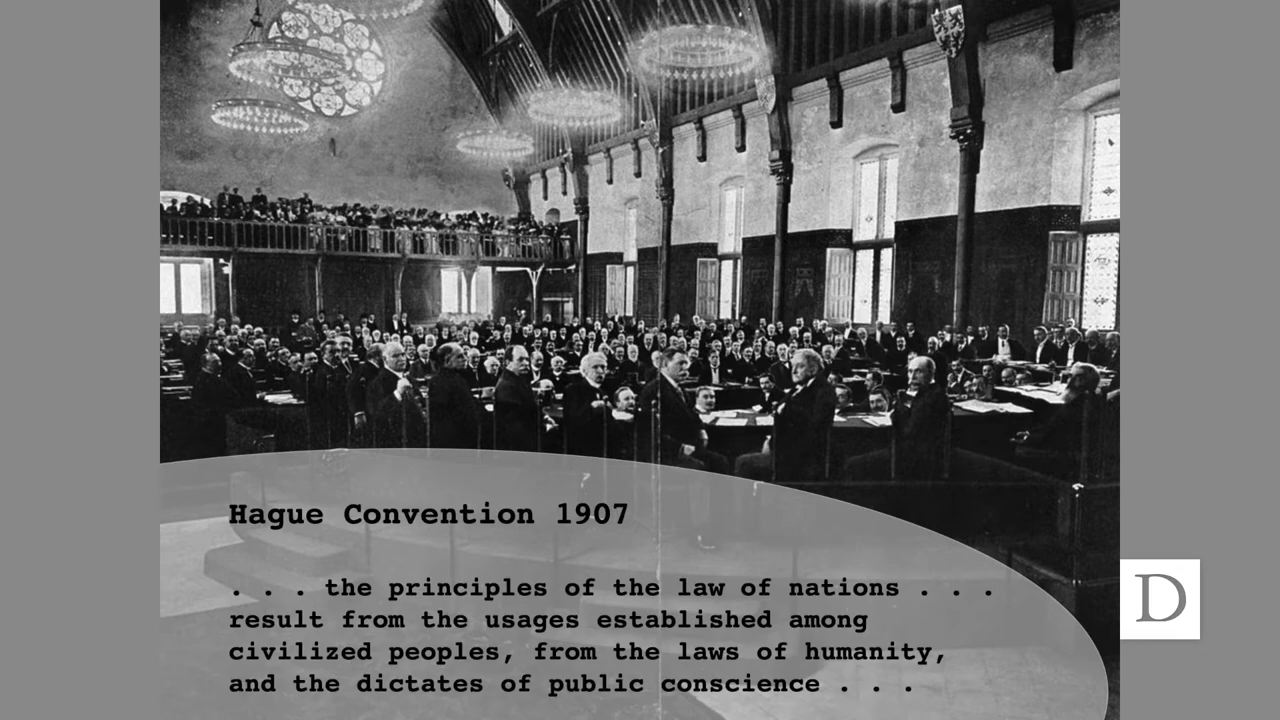 Hague Convention 1907
. . . the principles of the law of nations . . .
result from the usages established among
civilized peoples, from the laws of humanity,
and the dictates of public conscience . . .
D